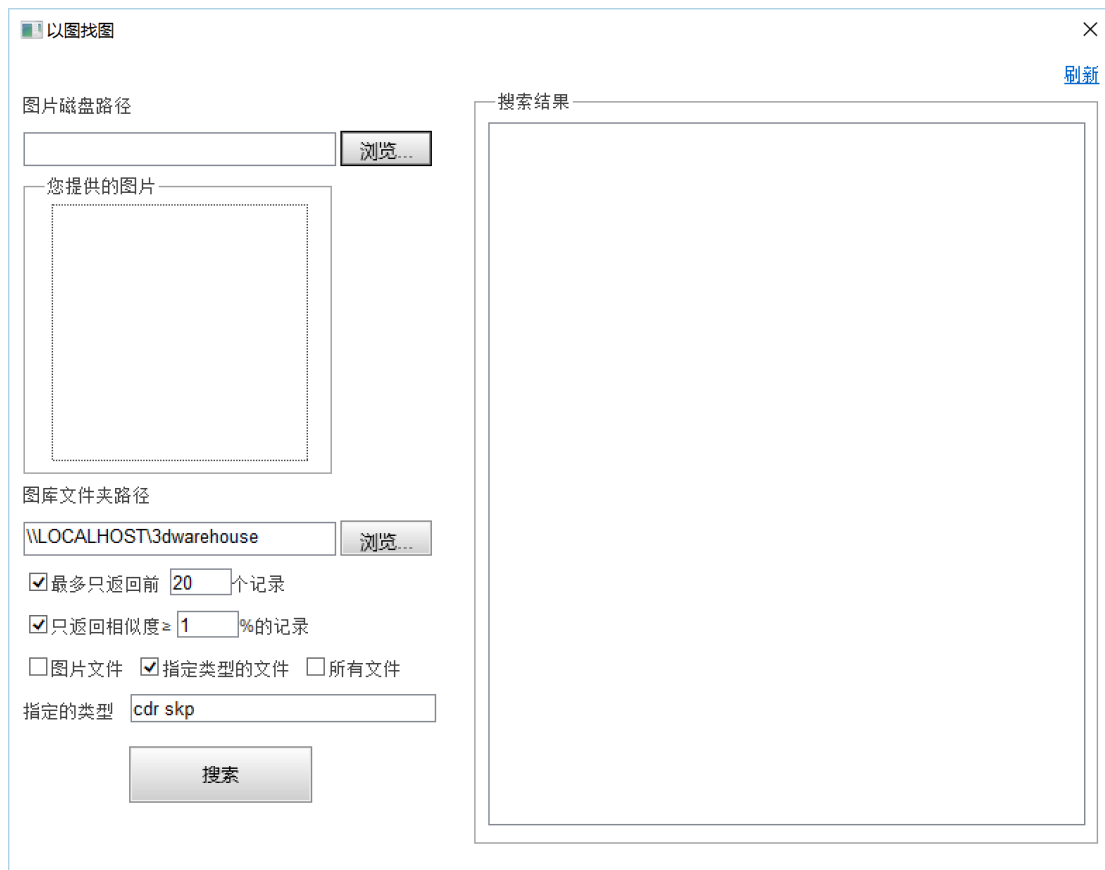 以图找图
刷新
图片磁盘路径
浏览...
您提供的图片
图库文件夹路径
\\LOCALHOST\3dwarehouse 浏览...
最多只返回前 20 个记录
只返回相似度≥ 1 %的记录
图片文件 指定类型的文件 所有文件
指定的类型 cdr skp
搜索
搜索结果